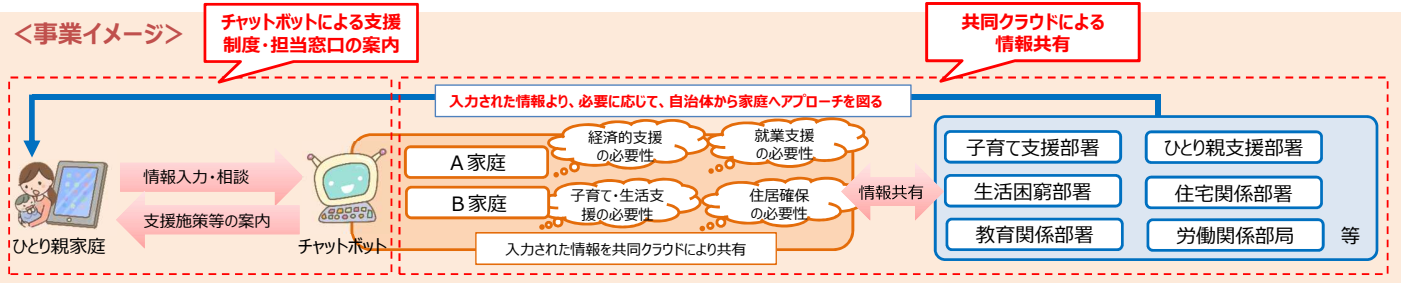 ＜事業イメージ＞
チャットボットによる支援
制度・担当窓口の案内
共同クラウドによる
情報共有
入力された情報より、必要に応じて、自治体から家庭へアプローチを図る
ひとり親家庭
情報入力・相談
支援施策等の案内
チャットボット
A家庭
B家庭
経済的支援
の必要性
就業支援
の必要性
子育て・生活支
援の必要性
住居確保
の必要性
入力された情報を共同クラウドにより共有
情報共有
子育て支援部署
ひとり親支援部署
生活困窮部署
住宅関係部署
教育関係部署
労働関係部局
等